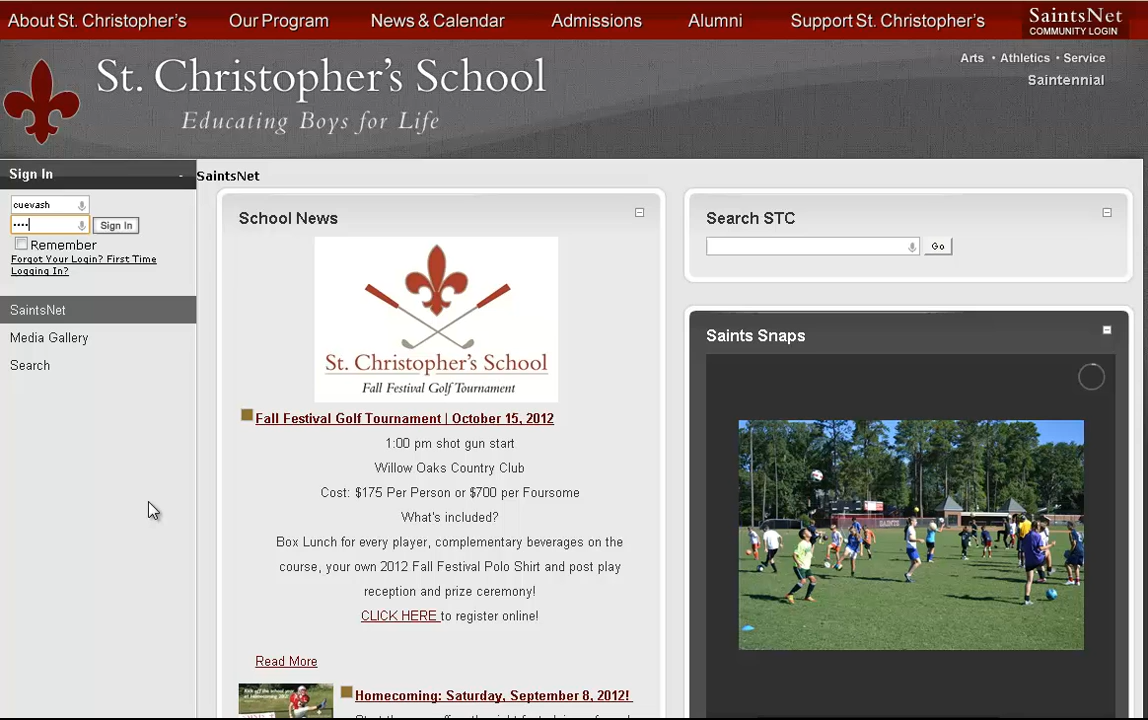 About St. Christopher's
Our Program
News & Calendar
Admissions
Alumni
Support St. Christopher's
SaintsNet
COMMUNITY LOGIN
Arts • Athletics • Service
Saintennial
St. Christopher's School
Educating Boys for Life
Sign In
-
SaintsNet
cuevash
••••
Sign In
Remember
Forgot Your Login? First Time
Logging In?
SaintsNet
Media Gallery
Search
School News
St. Christopher's School
Fall Festival Golf Tournament
Fall Festival Golf Tournament | October 15, 2012
1:00 pm shot gun start
Willow Oaks Country Club
Cost: $175 Per Person or $700 per Foursome
What's included?
Box Lunch for every player, complementary beverages on the
course, your own 2012 Fall Festival Polo Shirt and post play
reception and prize ceremony!
CLICK HERE to register online!
Read More
Homecoming: Saturday, September 8, 2012!
Search STC
Go
Saints Snaps
SAINTS